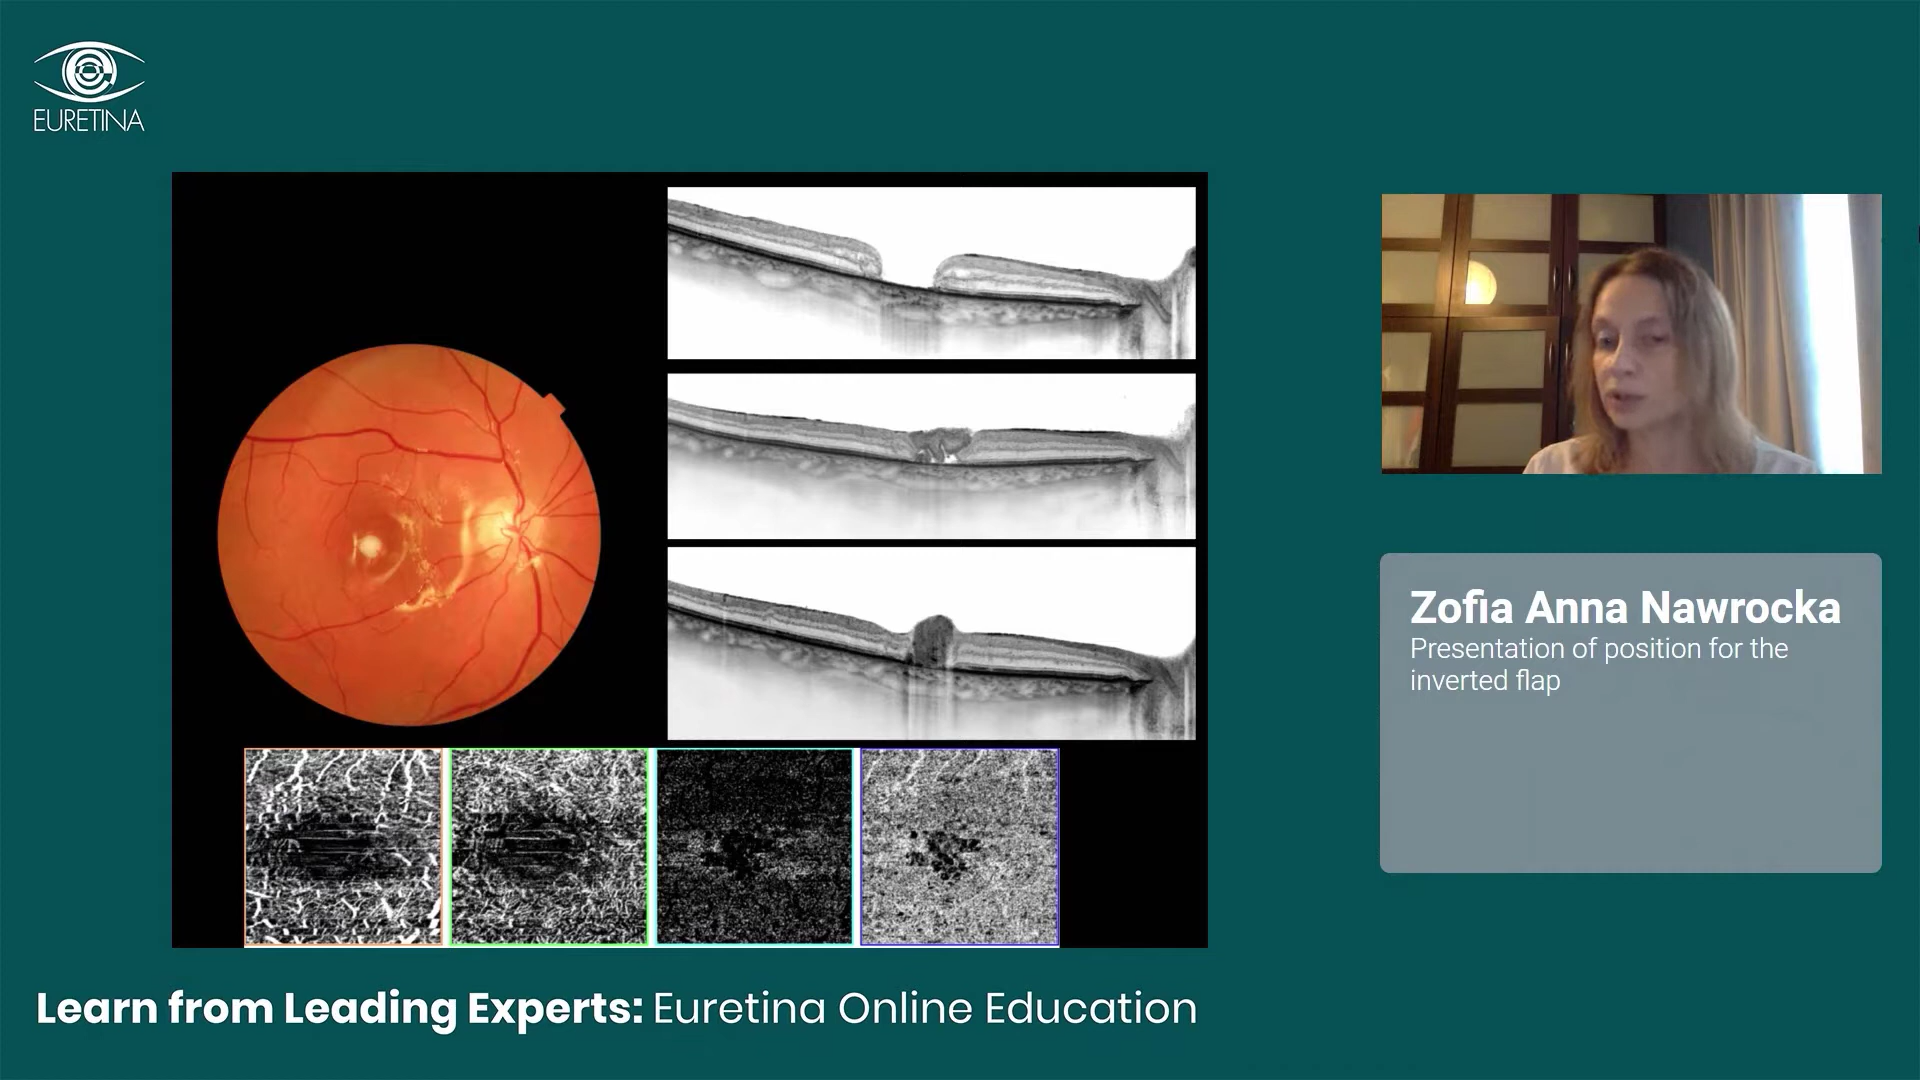 EURETINA
Zofia Anna Nawrocka
Presentation of position for the
inverted flap
Learn from Leading Experts: Euretina Online Education